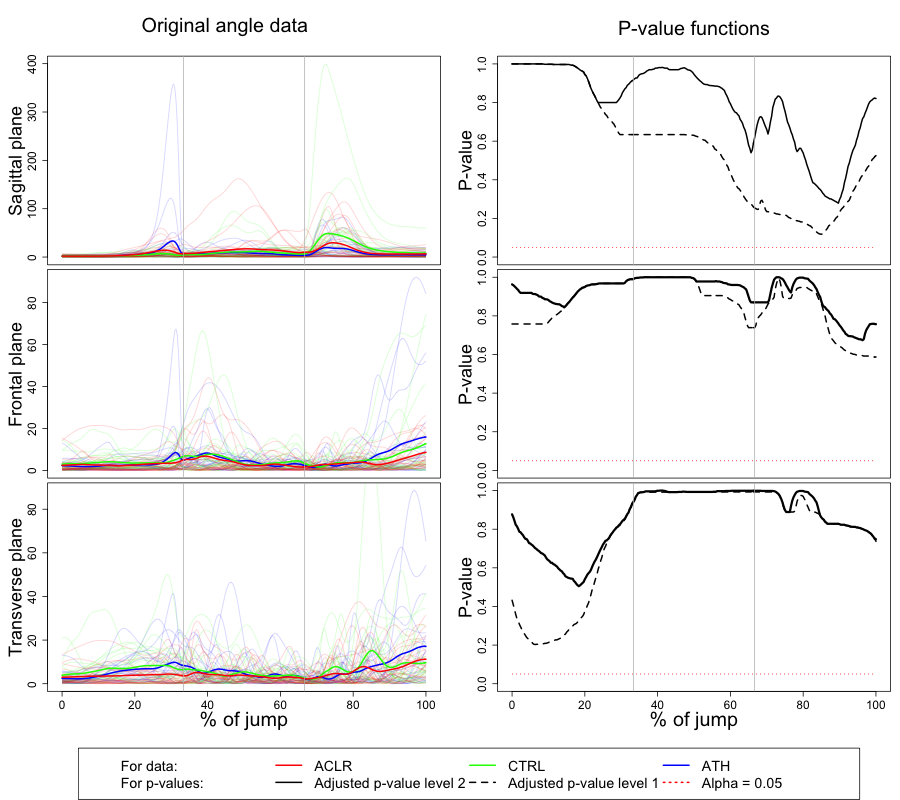 Original angle data
P-value functions
Sagittal plane
0 100 200 300 400
P-value
0.0 0.2 0.4 0.6 0.8 1.0
Frontal plane
0 20 40 60 80
P-value
0.0 0.2 0.4 0.6 0.8 1.0
Transverse plane
0 20 40 60 80
P-value
0.0 0.2 0.4 0.6 0.8 1.0
0 20 40 60 80 100
0 20 40 60 80 100
% of jump
% of jump
For data: ACLR CTRL ATH
For p-values: Adjusted p-value level 2 Adjusted p-value level 1 Alpha = 0.05